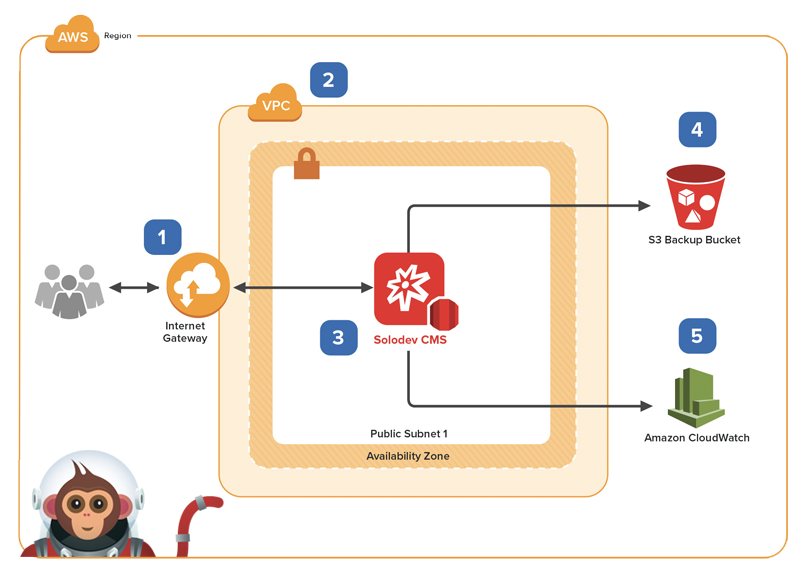 AWS
Region
2
VPC
4
S3 Backup Bucket
1
Internet
Gateway
3
Solodev CMS
5
Amazon CloudWatch
Public Subnet 1
Availability Zone